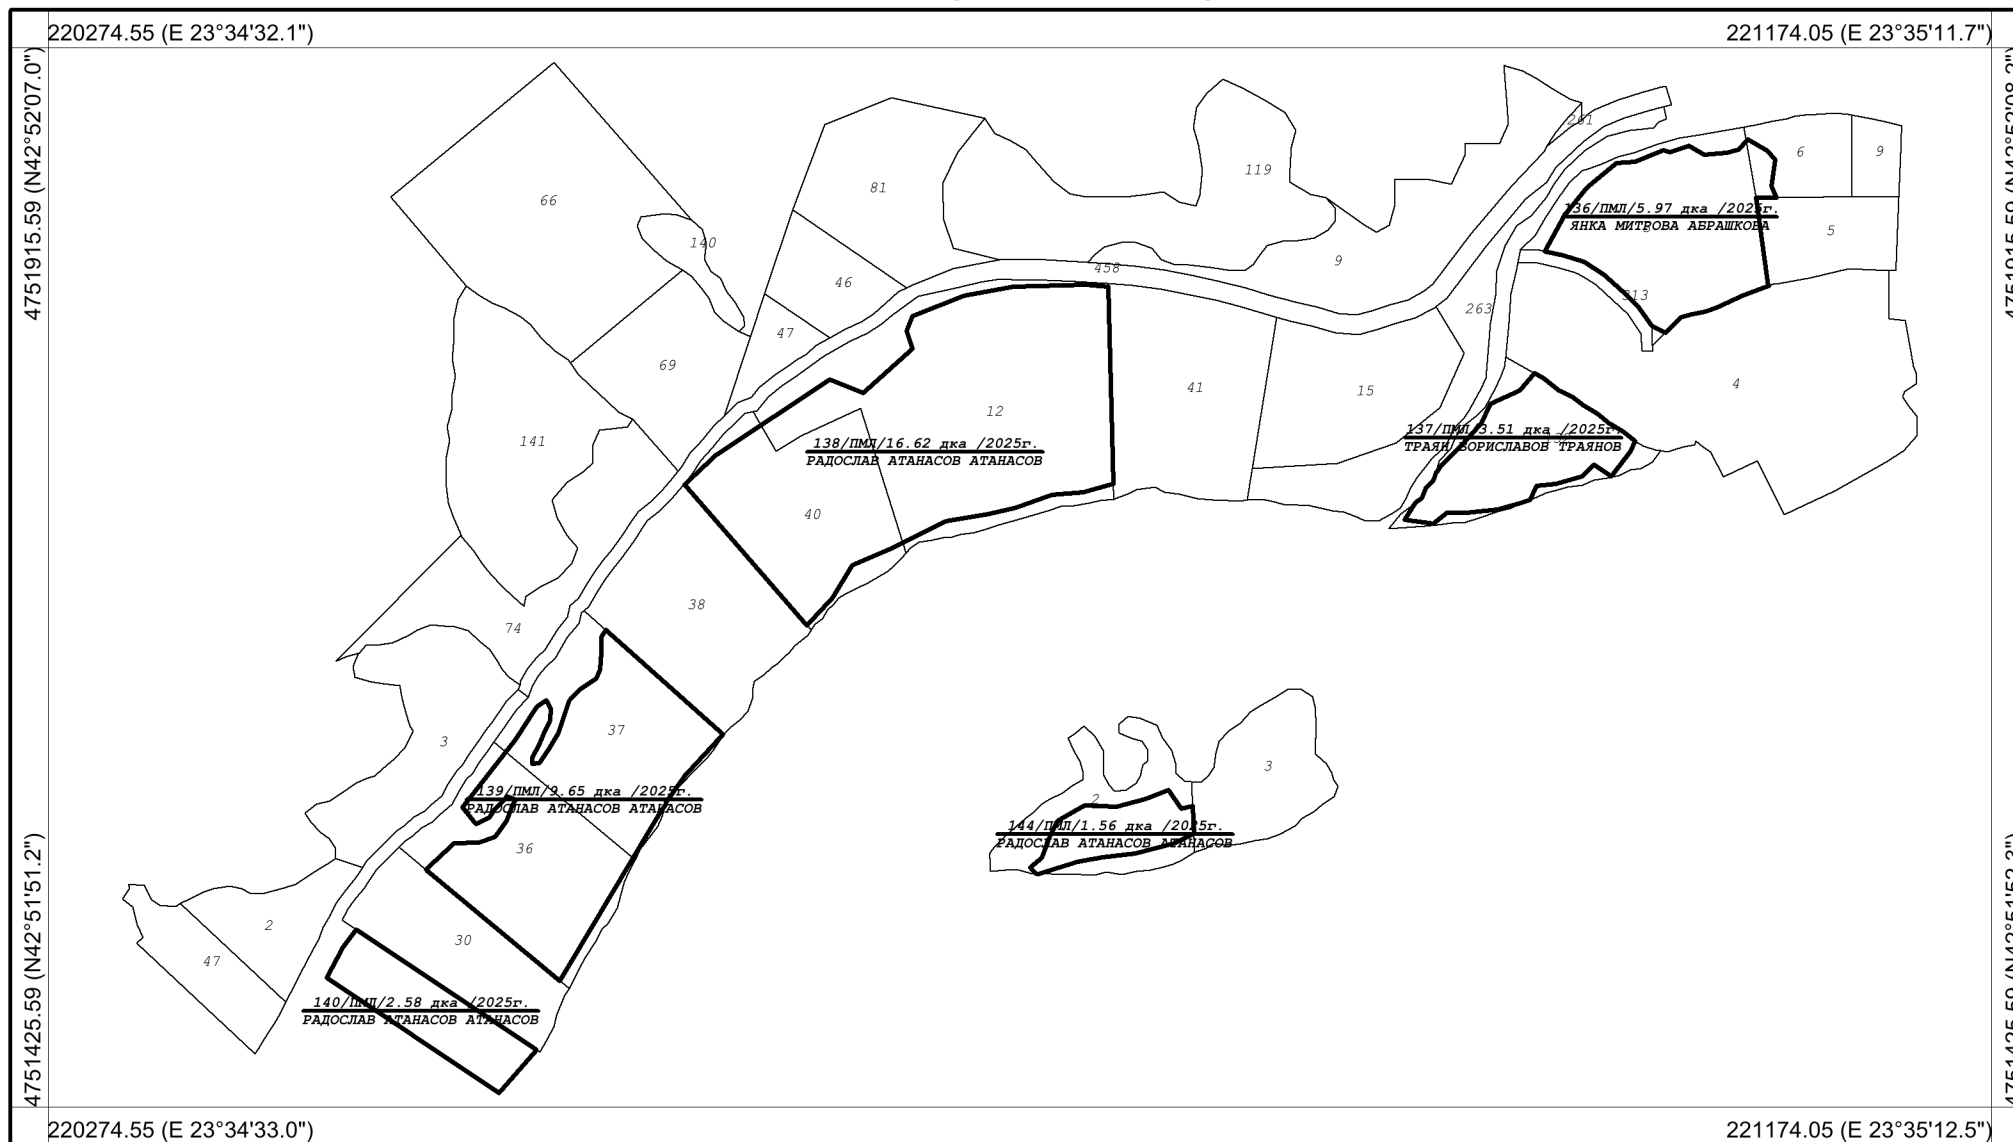 220274.55 (E 23°34'32.1")
221174.05 (E 23°35'11.7")
4751915.59 (N42°52'07.0")
261
6
9
119
81
66
136/ПМЛ/5.97 дка /2025г.
ЯНКА МИТКОВА АБРАШКОВА
5
140
9
458
46
313
263
47
69
4
41
15
12
137/ПМЛ/3.51 дка /2025г.
ТРАЯН БОРИСЛАВОВ ТРАЯНОВ
141
138/ПМЛ/16.62 дка /2025г.
РАДОСЛАВ АТАНАСОВ АТАНАСОВ
40
38
74
37
3
3
139/ПМЛ/9.65 дка /2025г.
РАДОСЛАВ АТАНАСОВ АТАНАСОВ
2
144/ПМЛ/1.56 дка /2025г.
РАДОСЛАВ АТАНАСОВ АТАНАСОВ
36
2
30
47
140/ПМЛ/2.58 дка /2025г.
РАДОСЛАВ АТАНАСОВ АТАНАСОВ
4751425.59 (N42°51'51.2")
220274.55 (E 23°34'33.0")
221174.05 (E 23°35'12.5")